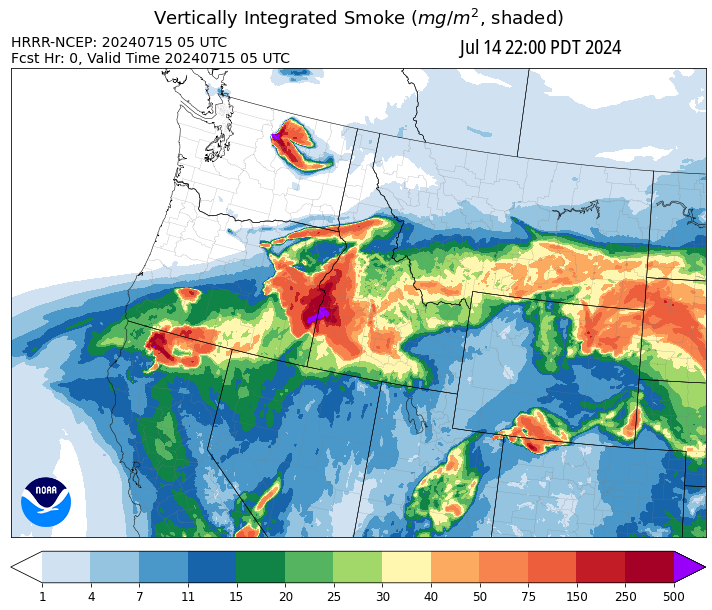 Vertically Integrated Smoke (mg/m², shaded)
HRRR-NCEP: 20240715 05 UTC
Fcst Hr: 0, Valid Time 20240715 05 UTC
Jul 14 22:00 PDT 2024
NOAA
1 4 7 11 15 20 25 30 40 50 75 150 250 500